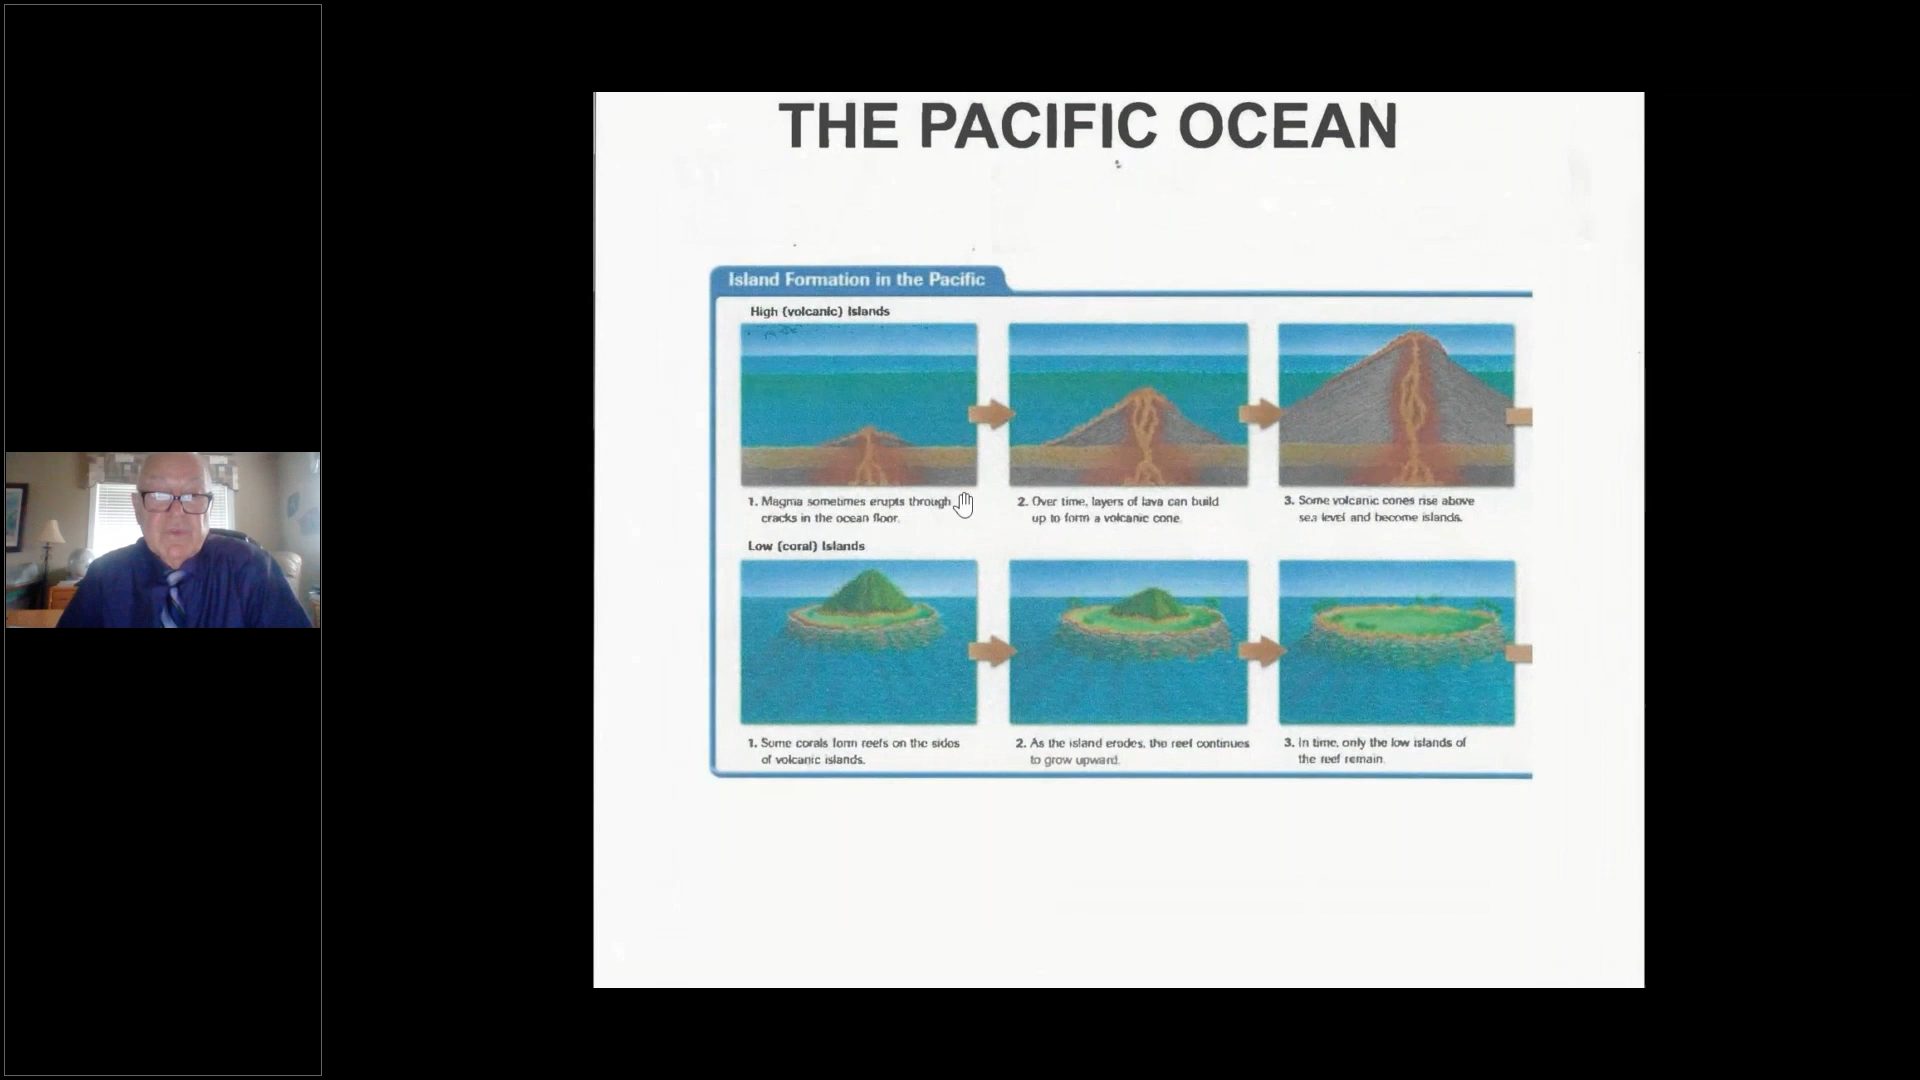 THE PACIFIC OCEAN
Island Formation in the Pacific
High (volcanic) Islands
1. Magma sometimes erupts through
cracks in the ocean floor.
2. Over time, layers of lava can build
up to form a volcanic cone.
3. Some volcanic cones rise above
sea level and become islands.
Low (coral) Islands
1. Some corals form reefs on the sides
of volcanic islands.
2. As the island erodes, the reef continues
to grow upward.
3. In time, only the low islands of
the reef remain.